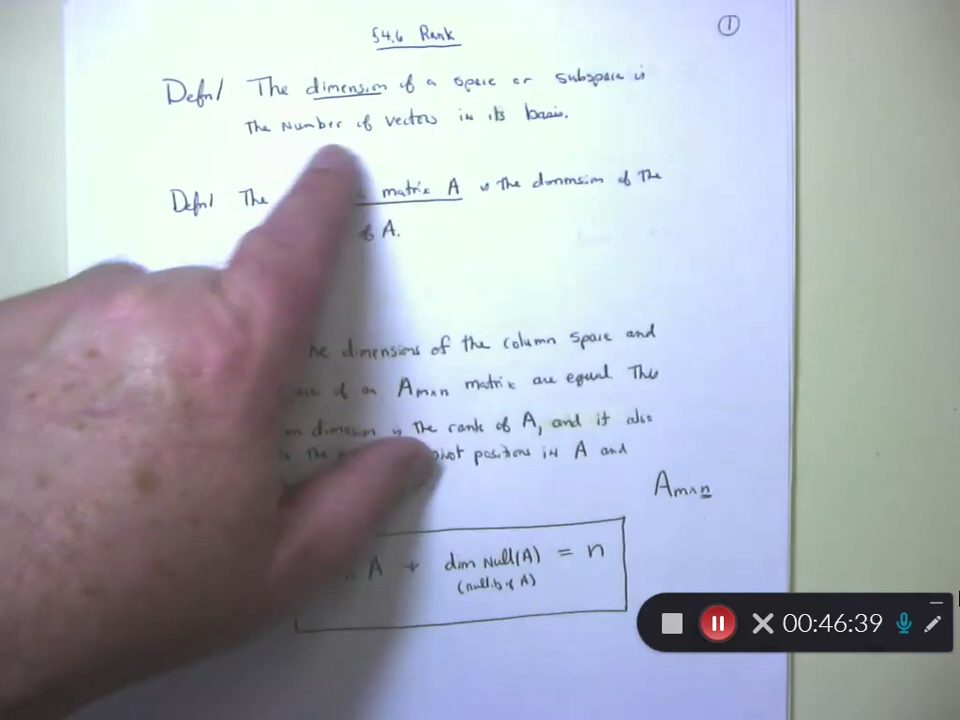 ①
§4.6 Rank
Defn/ The dimension of a space or subspace is
the number of vectors in its basis.
Defn/ The matrix A is the dimension of the
of A.
he dimensions of the column space and
of an Amxn matrix are equal. This
dimension is the rank of A, and it also
the pivot positions in A and
Amxn
A + dim Null(A) = n
(nullity of A)
00:46:39